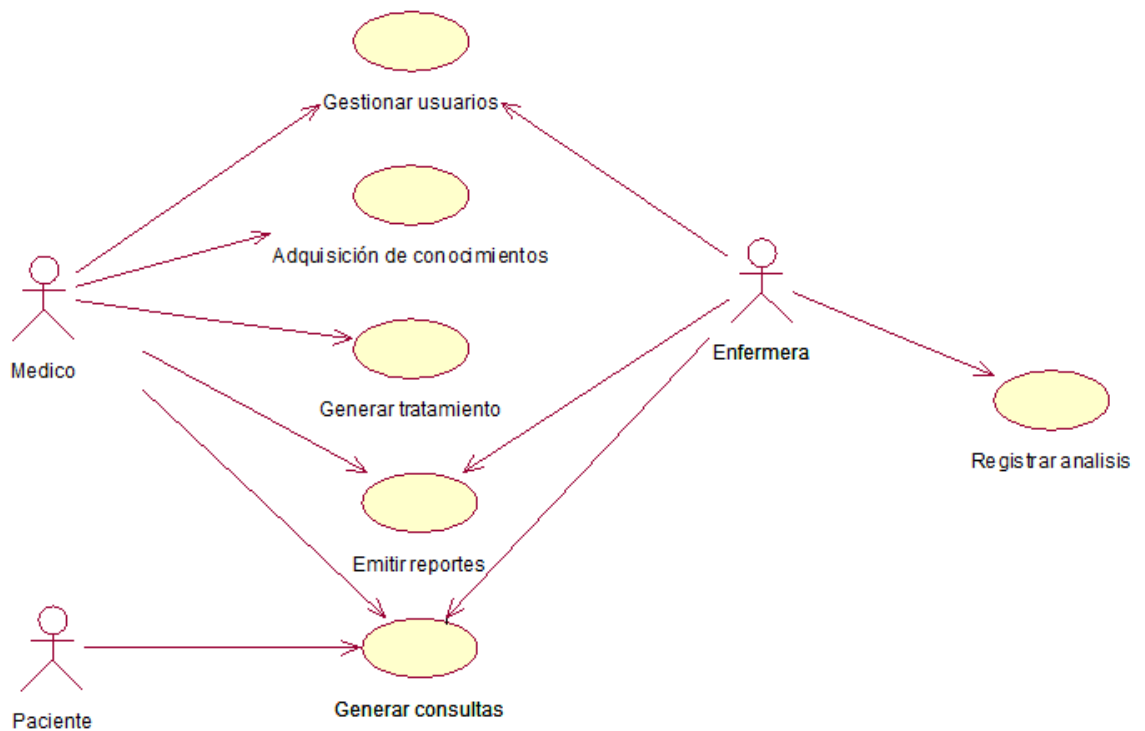 Gestionar usuarios
Adquisición de conocimientos
Medico
Enfermera
Generar tratamiento
Registrar analisis
Emitir reportes
Generar consultas
Paciente